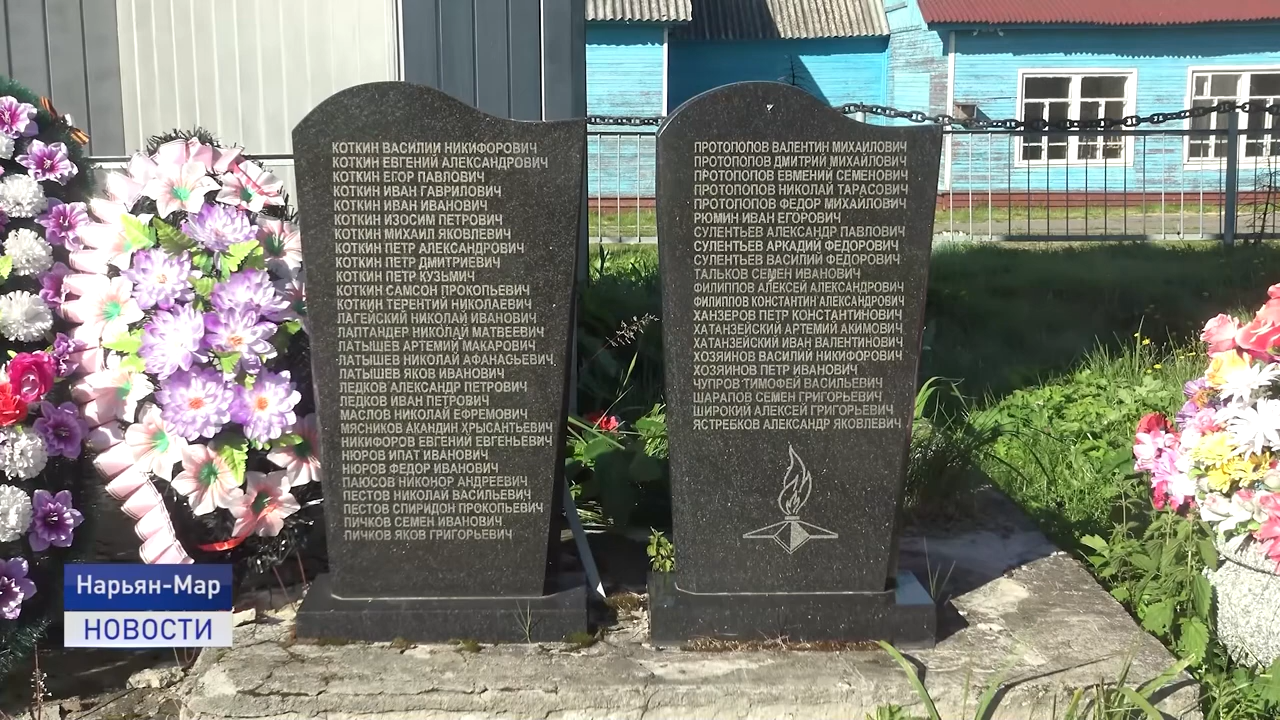 КОТКИН ВАСИЛИЙ НИКИФОРОВИЧ
КОТКИН ЕВГЕНИЙ АЛЕКСАНДРОВИЧ
КОТКИН ЕГОР ПАВЛОВИЧ
КОТКИН ИВАН ГАВРИЛОВИЧ
КОТКИН ИВАН ИВАНОВИЧ
КОТКИН ИЗОСИМ ПЕТРОВИЧ
КОТКИН МИХАИЛ ЯКОВЛЕВИЧ
КОТКИН ПЕТР АЛЕКСАНДРОВИЧ
КОТКИН ПЕТР ДМИТРИЕВИЧ
КОТКИН ПЕТР КУЗЬМИЧ
КОТКИН САМСОН ПРОКОПЬЕВИЧ
КОТКИН ТЕРЕНТИЙ НИКОЛАЕВИЧ
ЛАГЕЙСКИЙ НИКОЛАЙ ИВАНОВИЧ
ЛАПТАНДЕР НИКОЛАЙ МАТВЕЕВИЧ
ЛАТЫШЕВ АРТЕМИЙ МАКАРОВИЧ
ЛАТЫШЕВ НИКОЛАЙ АФАНАСЬЕВИЧ
ЛАТЫШЕВ ЯКОВ ИВАНОВИЧ
ЛЕДКОВ АЛЕКСАНДР ПЕТРОВИЧ
ЛЕДКОВ ИВАН ПЕТРОВИЧ
МАСЛОВ НИКОЛАЙ ЕФРЕМОВИЧ
МЯСНИКОВ АКАНДИН ХРЫСАНТЬЕВИЧ
НИКИФОРОВ ЕВГЕНИЙ ЕВГЕНЬЕВИЧ
НЮРОВ ИПАТ ИВАНОВИЧ
НЮРОВ ФЕДОР ИВАНОВИЧ
ПАЮСОВ НИКОНОР АНДРЕЕВИЧ
ПЕСТОВ НИКОЛАЙ ВАСИЛЬЕВИЧ
ПЕСТОВ СПИРИДОН ПРОКОПЬЕВИЧ
ПИЧКОВ СЕМЕН ИВАНОВИЧ
ПИЧКОВ ЯКОВ ГРИГОРЬЕВИЧ
ПРОТОПОПОВ ВАЛЕНТИН МИХАИЛОВИЧ
ПРОТОПОПОВ ДМИТРИЙ МИХАЙЛОВИЧ
ПРОТОПОПОВ ЕВМЕНИЙ СЕМЕНОВИЧ
ПРОТОПОПОВ НИКОЛАЙ ТАРАСОВИЧ
ПРОТОПОПОВ ФЕДОР МИХАЙЛОВИЧ
РЮМИН ИВАН ЕГОРОВИЧ
СУЛЕНТЬЕВ АЛЕКСАНДР ПАВЛОВИЧ
СУЛЕНТЬЕВ АРКАДИЙ ФЕДОРОВИЧ
СУЛЕНТЬЕВ ВАСИЛИЙ ФЕДОРОВИЧ
ТАЛЬКОВ СЕМЕН ИВАНОВИЧ
ФИЛИППОВ АЛЕКСЕЙ АЛЕКСАНДРОВИЧ
ФИЛИППОВ КОНСТАНТИН АЛЕКСАНДРОВИЧ
ХАНЗЕРОВ ПЕТР КОНСТАНТИНОВИЧ
ХАТАНЗЕЙСКИЙ АРТЕМИЙ АКИМОВИЧ
ХАТАНЗЕЙСКИЙ ИВАН ВАЛЕНТИНОВИЧ
ХОЗЯИНОВ ВАСИЛИЙ НИКИФОРОВИЧ
ХОЗЯИНОВ ПЕТР ИВАНОВИЧ
ЧУПРОВ ТИМОФЕЙ ВАСИЛЬЕВИЧ
ШАРАПОВ СЕМЕН ГРИГОРЬЕВИЧ
ШИРОКИЙ АЛЕКСЕЙ ГРИГОРЬЕВИЧ
ЯСТРЕБКОВ АЛЕКСАНДР ЯКОВЛЕВИЧ
Нарьян-Мар
НОВОСТИ